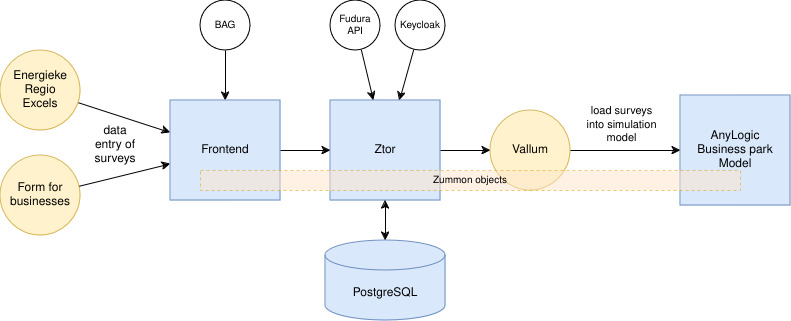 BAG
Fudura
API
Keycloak
Energieke
Regio
Excels
data
entry of
surveys
Form for
businesses
Frontend
Ztor
Vallum
load surveys
into simulation
model
AnyLogic
Business park
Model
Zummon objects
PostgreSQL